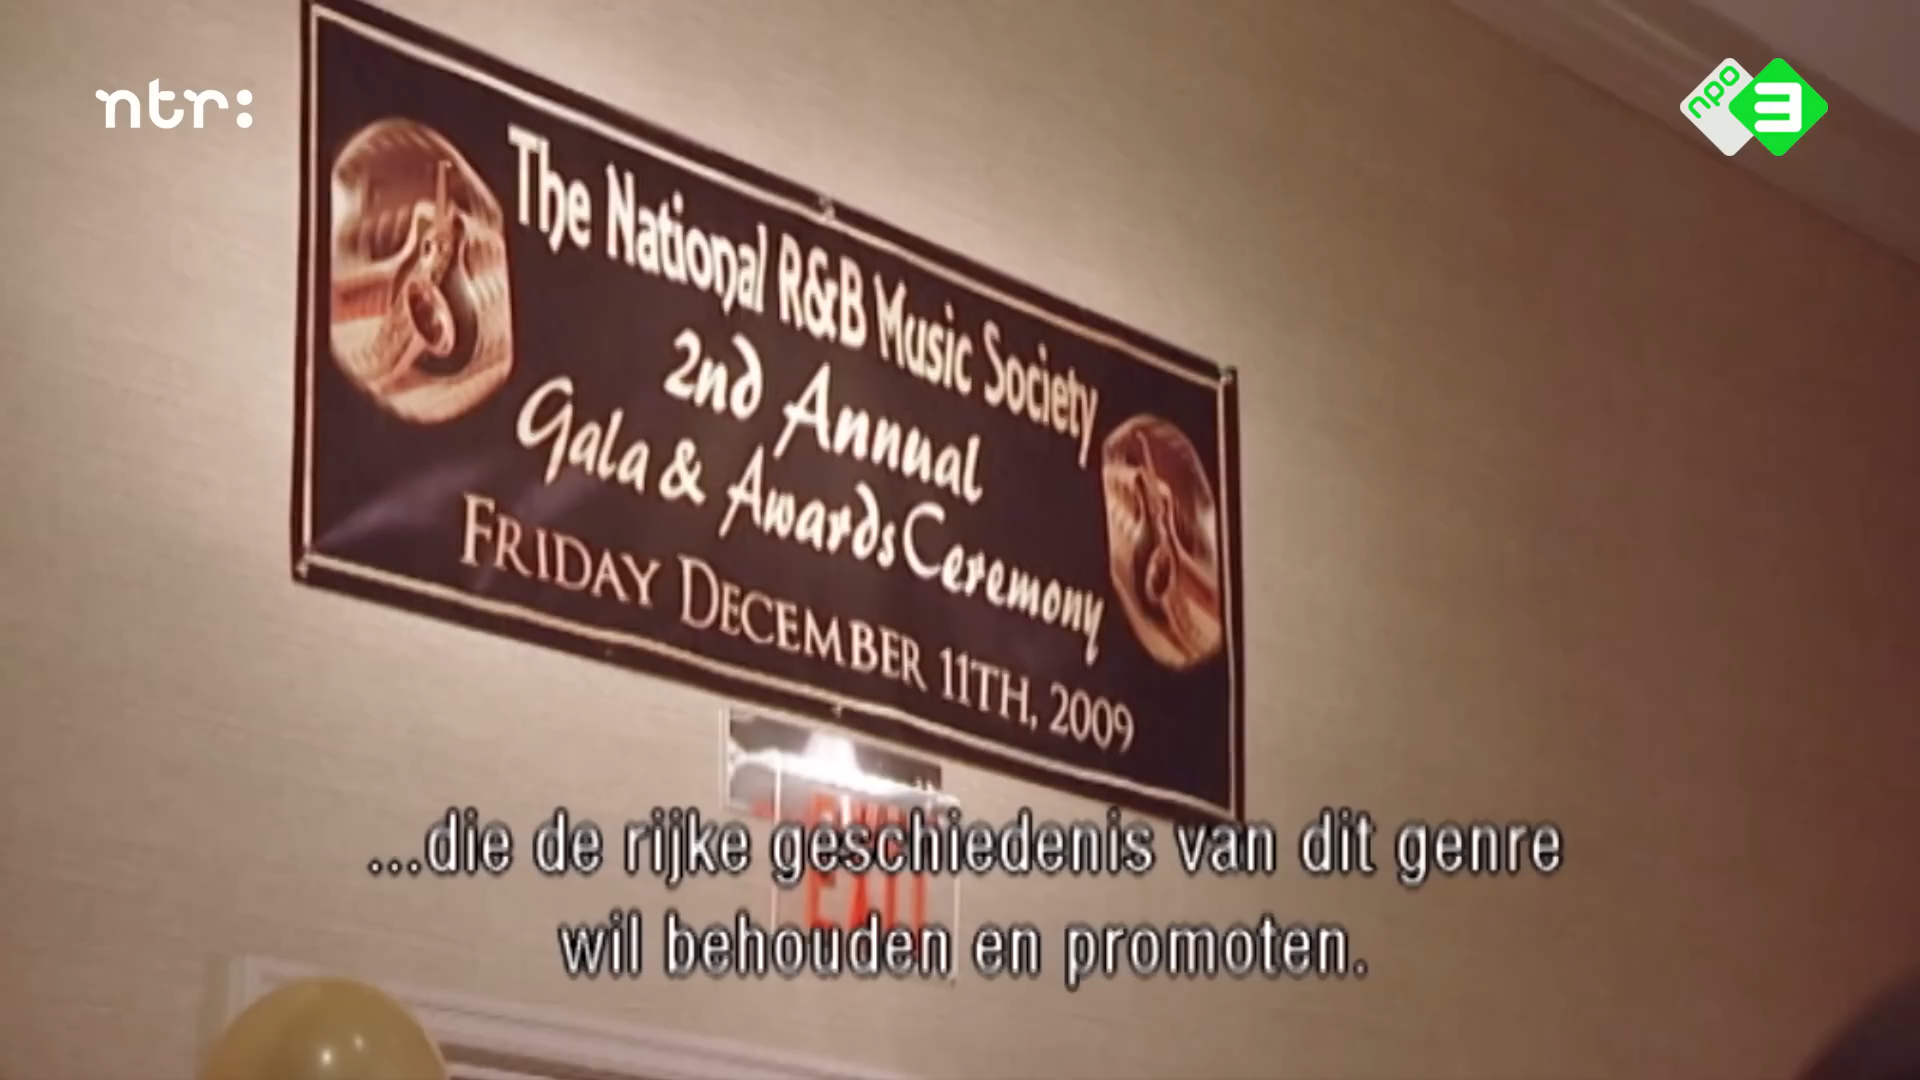 ntr:
npo
3
The National R&B Music Society
2nd Annual
Gala & Awards Ceremony
FRIDAY DECEMBER 11TH, 2009
EXIT
...die de rijke geschiedenis van dit genre
wil behouden en promoten.